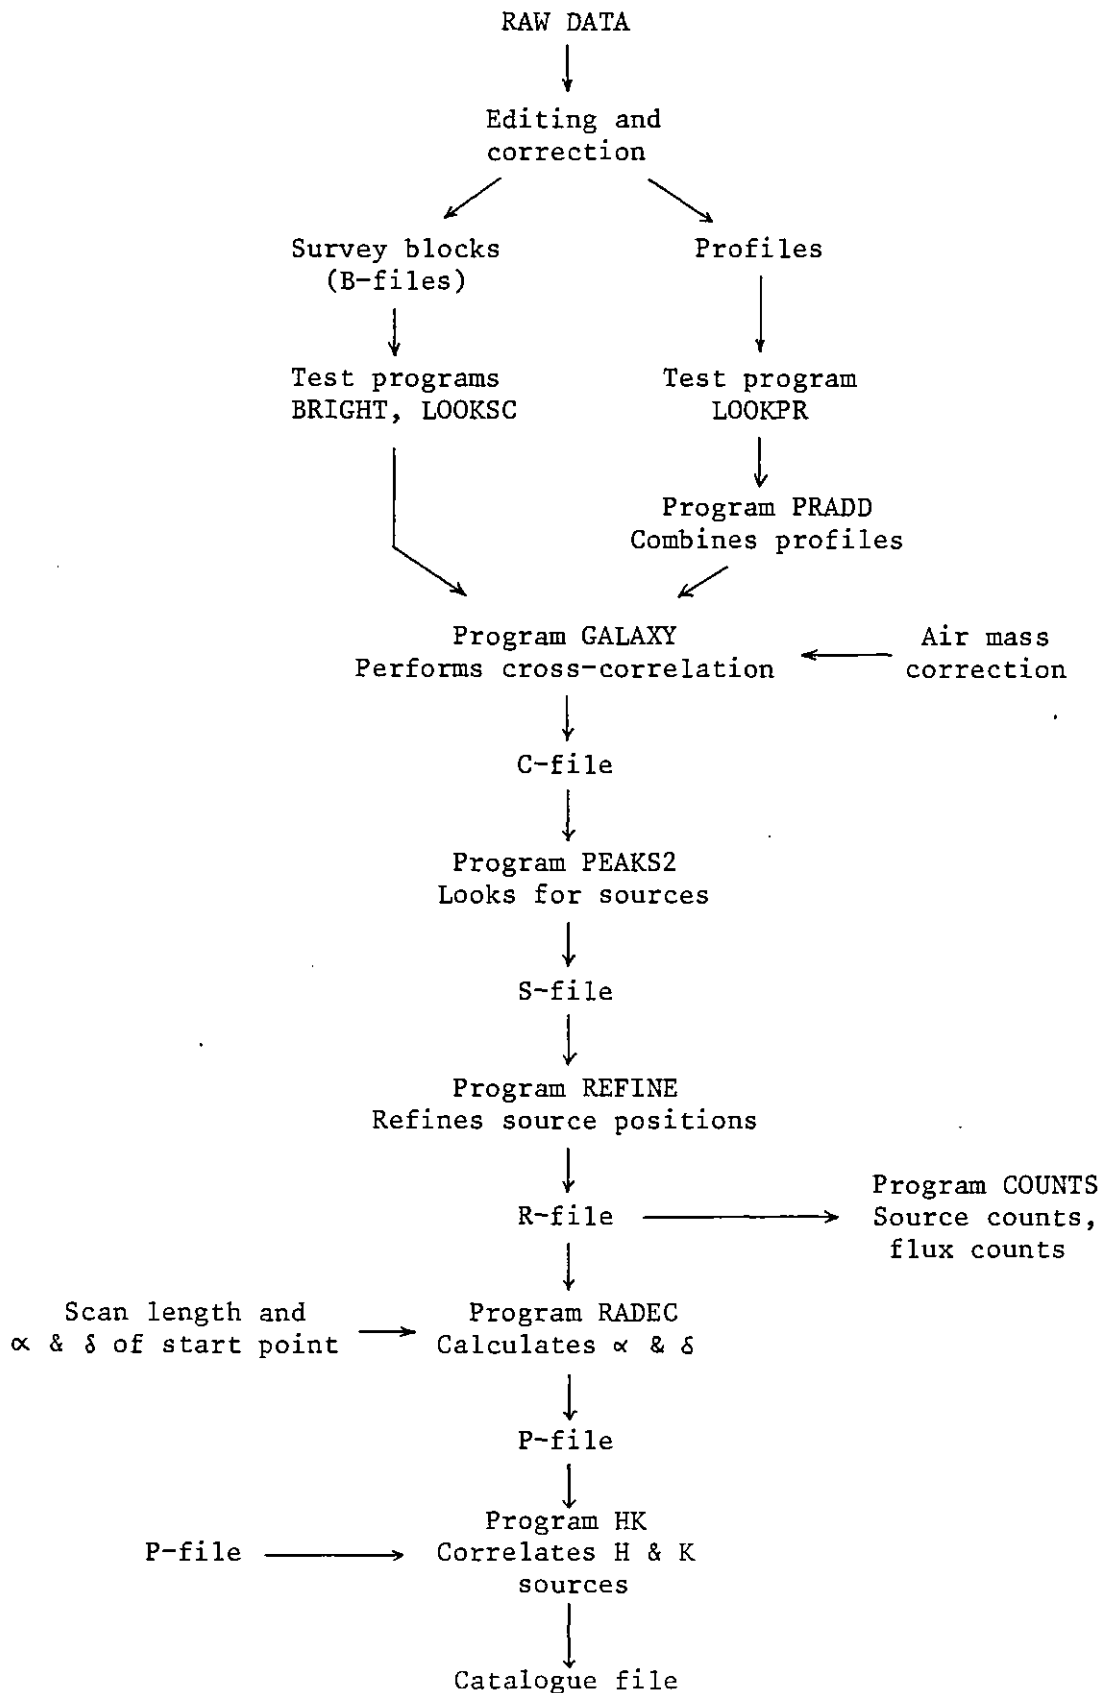 RAW DATA
Editing and
correction
Survey blocks
(B-files)
Profiles
Test programs
BRIGHT, LOOKSC
Test program
LOOKPR
Program PRADD
Combines profiles
Program GALAXY
Performs cross-correlation
Air mass
correction
C-file
Program PEAKS2
Looks for sources
S-file
Program REFINE
Refines source positions
R-file
Program COUNTS
Source counts,
flux counts
Scan length and
α & δ of start point
Program RADEC
Calculates α & δ
P-file
P-file
Program HK
Correlates H & K
sources
Catalogue file